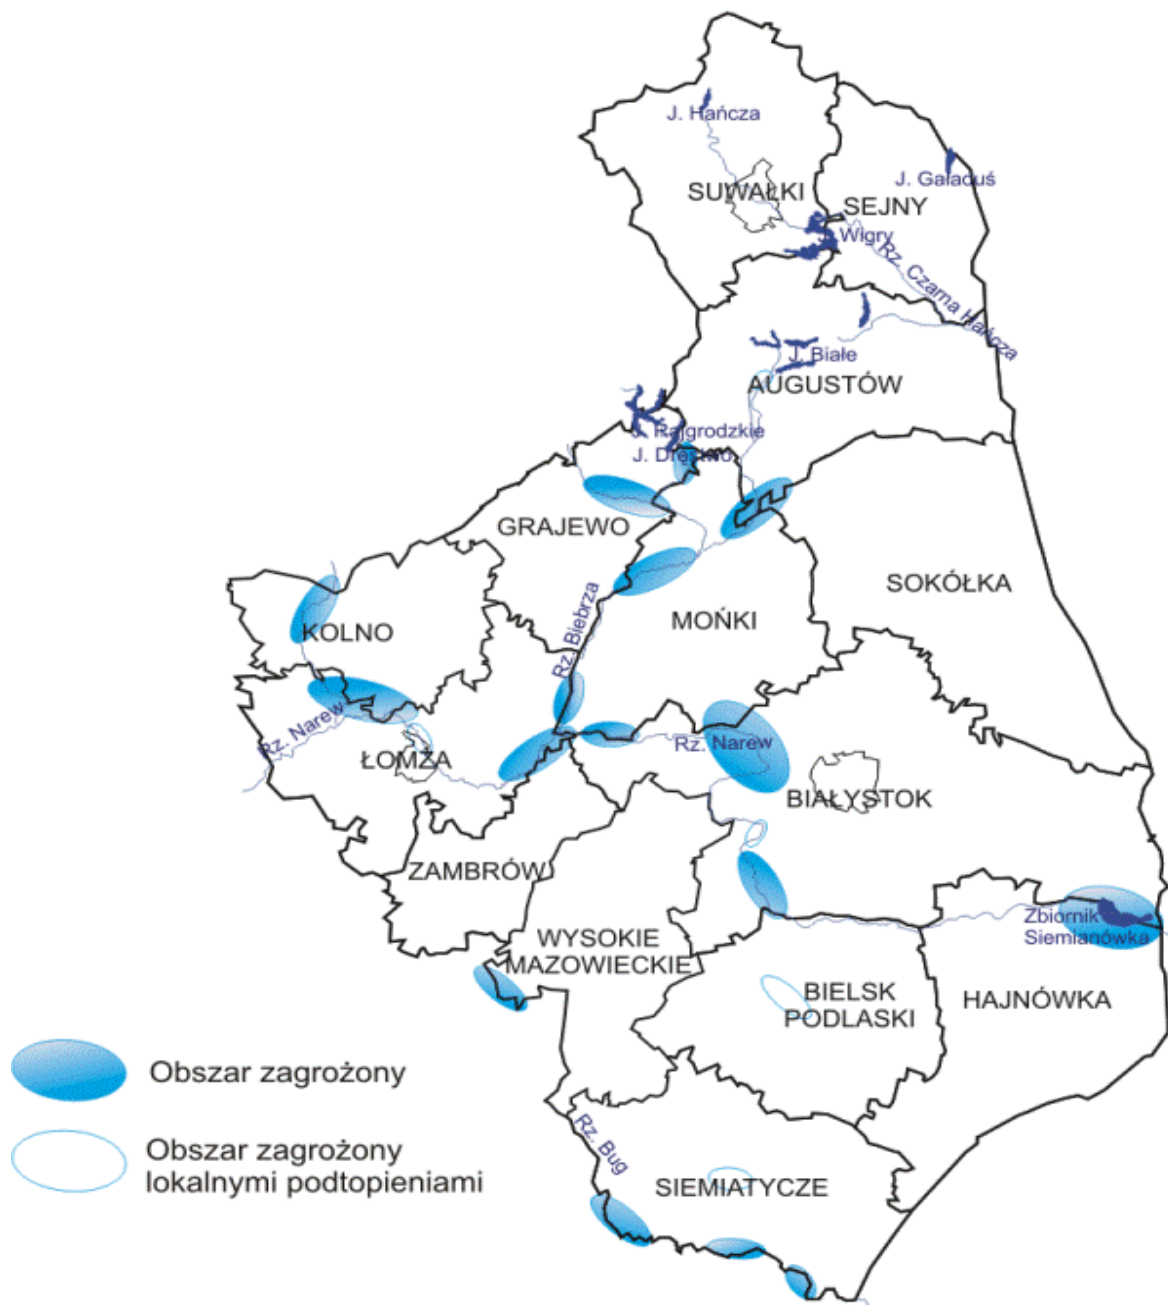 J. Hańcza
J. Gaładuś
SUWAŁKI
SEJNY
J. Wigry
Rz. Czarna Hańcza
J. Białe
AUGUSTÓW
J. Rajgrodzkie
J. Dręstwo
GRAJEWO
SOKÓŁKA
KOLNO
Rz. Biebrza
MOŃKI
Rz. Narew
Rz. Narew
ŁOMŻA
BIAŁYSTOK
ZAMBRÓW
Zbiornik
Siemianówka
WYSOKIE
MAZOWIECKIE
BIELSK
PODLASKI
HAJNÓWKA
Obszar zagrożony
Rz. Bug
Obszar zagrożony
lokalnymi podtopieniami
SIEMIATYCZE